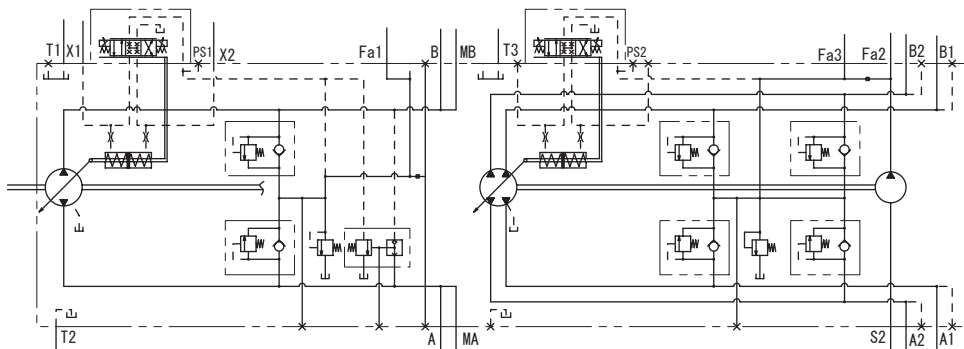 T1 X1 PS1 X2 Fa1 B MB T3 PS2 Fa3 Fa2 B2 B1
T2 A MA S2 A2 A1